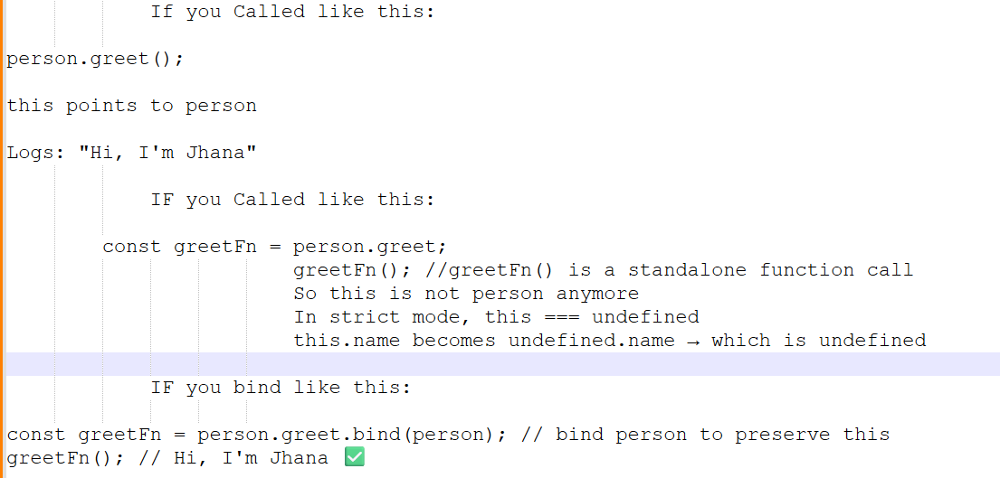 If you Called like this:
person.greet();
this points to person
Logs: "Hi, I'm Jhana"
IF you Called like this:
const greetFn = person.greet;
greetFn(); //greetFn() is a standalone function call
So this is not person anymore
In strict mode, this === undefined
this.name becomes undefined.name → which is undefined
IF you bind like this:
const greetFn = person.greet.bind(person); // bind person to preserve this
greetFn(); // Hi, I'm Jhana ✅